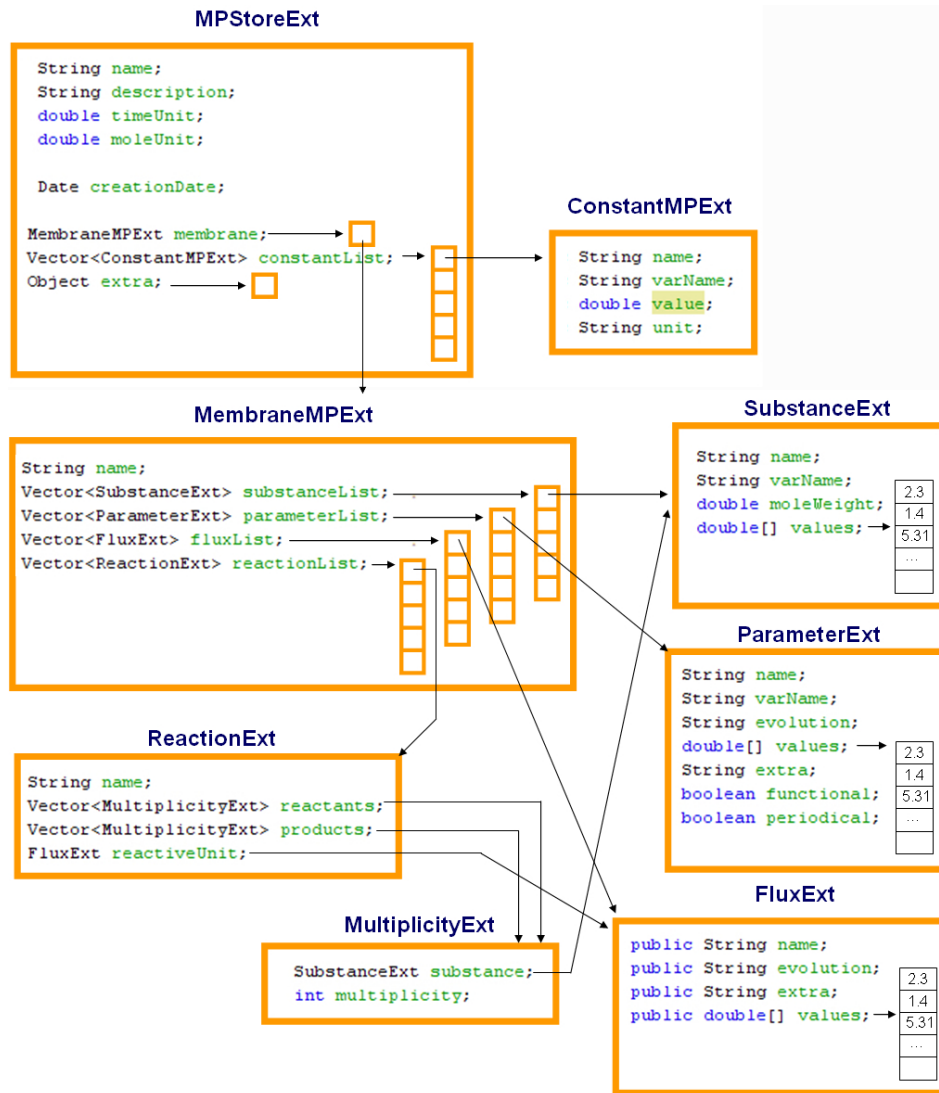 MPStoreExt
String name;
String description;
double timeUnit;
double moleUnit;
Date creationDate;
MembraneMPExt membrane;
Vector<ConstantMPExt> constantList;
Object extra;
ConstantMPExt
String name;
String varName;
double value;
String unit;
MembraneMPExt
String name;
Vector<SubstanceExt> substanceList;
Vector<ParameterExt> parameterList;
Vector<FluxExt> fluxList;
Vector<ReactionExt> reactionList;
SubstanceExt
String name;
String varName;
double moleWeight;
double[] values;
2.3
1.4
5.31
...
ParameterExt
String name;
String varName;
String evolution;
double[] values;
String extra;
boolean functional;
boolean periodical;
2.3
1.4
5.31
...
ReactionExt
String name;
Vector<MultiplicityExt> reactants;
Vector<MultiplicityExt> products;
FluxExt reactiveUnit;
MultiplicityExt
SubstanceExt substance;
int multiplicity;
FluxExt
public String name;
public String evolution;
public String extra;
public double[] values;
2.3
1.4
5.31
...